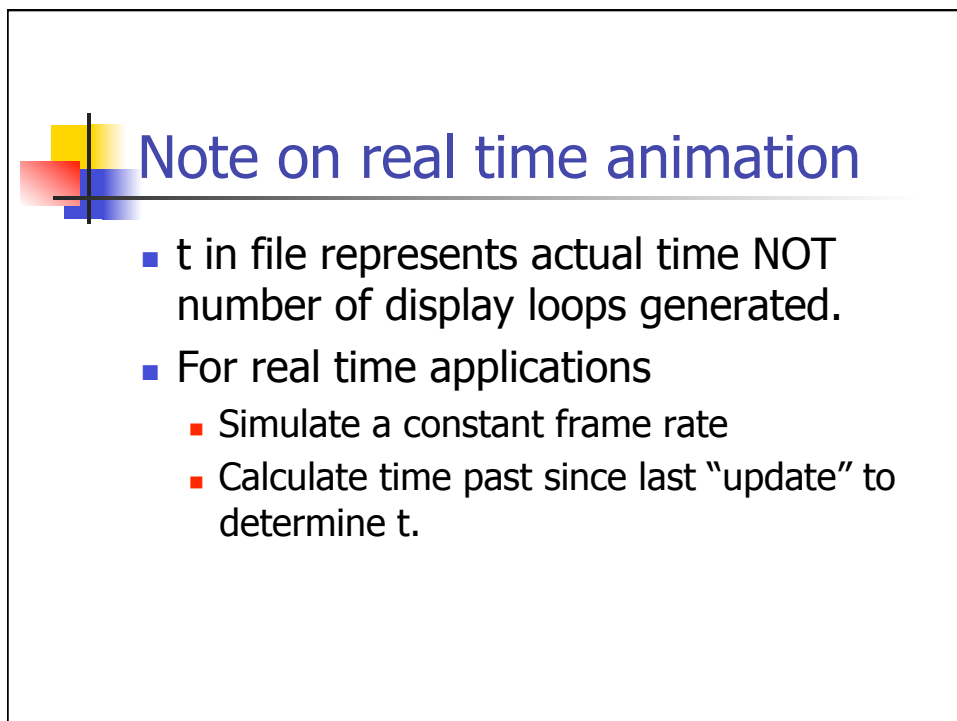 Note on real time animation
t in file represents actual time NOT
number of display loops generated.
For real time applications
Simulate a constant frame rate
Calculate time past since last “update” to
determine t.